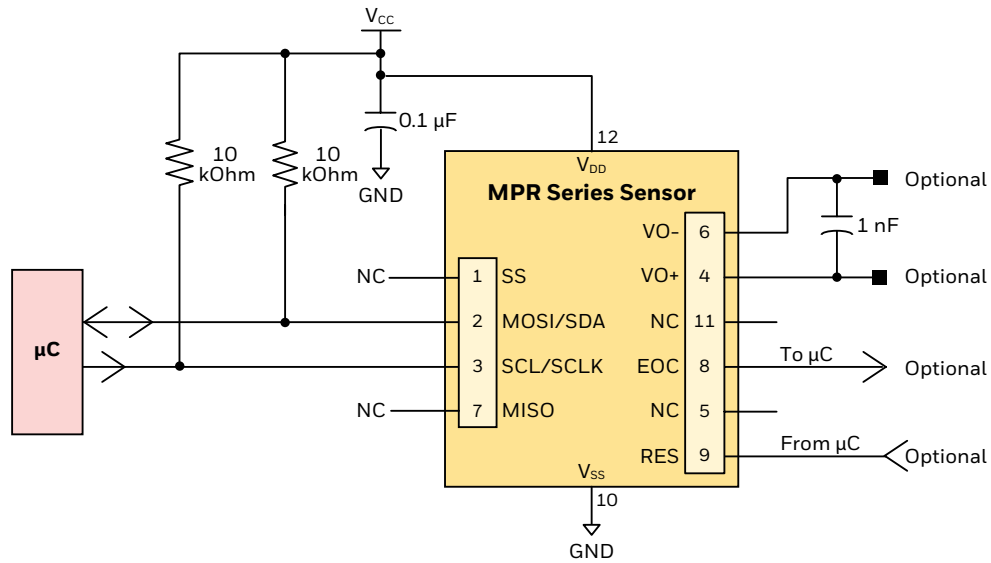 VCC
10
kOhm
10
kOhm
0.1 µF
GND
12
VDD
MPR Series Sensor
VO- 6
Optional
1 nF
NC 1 SS
VO+ 4
Optional
µC
2 MOSI/SDA
NC 11
3 SCL/SCLK
EOC 8
To µC
Optional
NC 7 MISO
NC 5
RES 9
From µC
Optional
VSS
10
GND